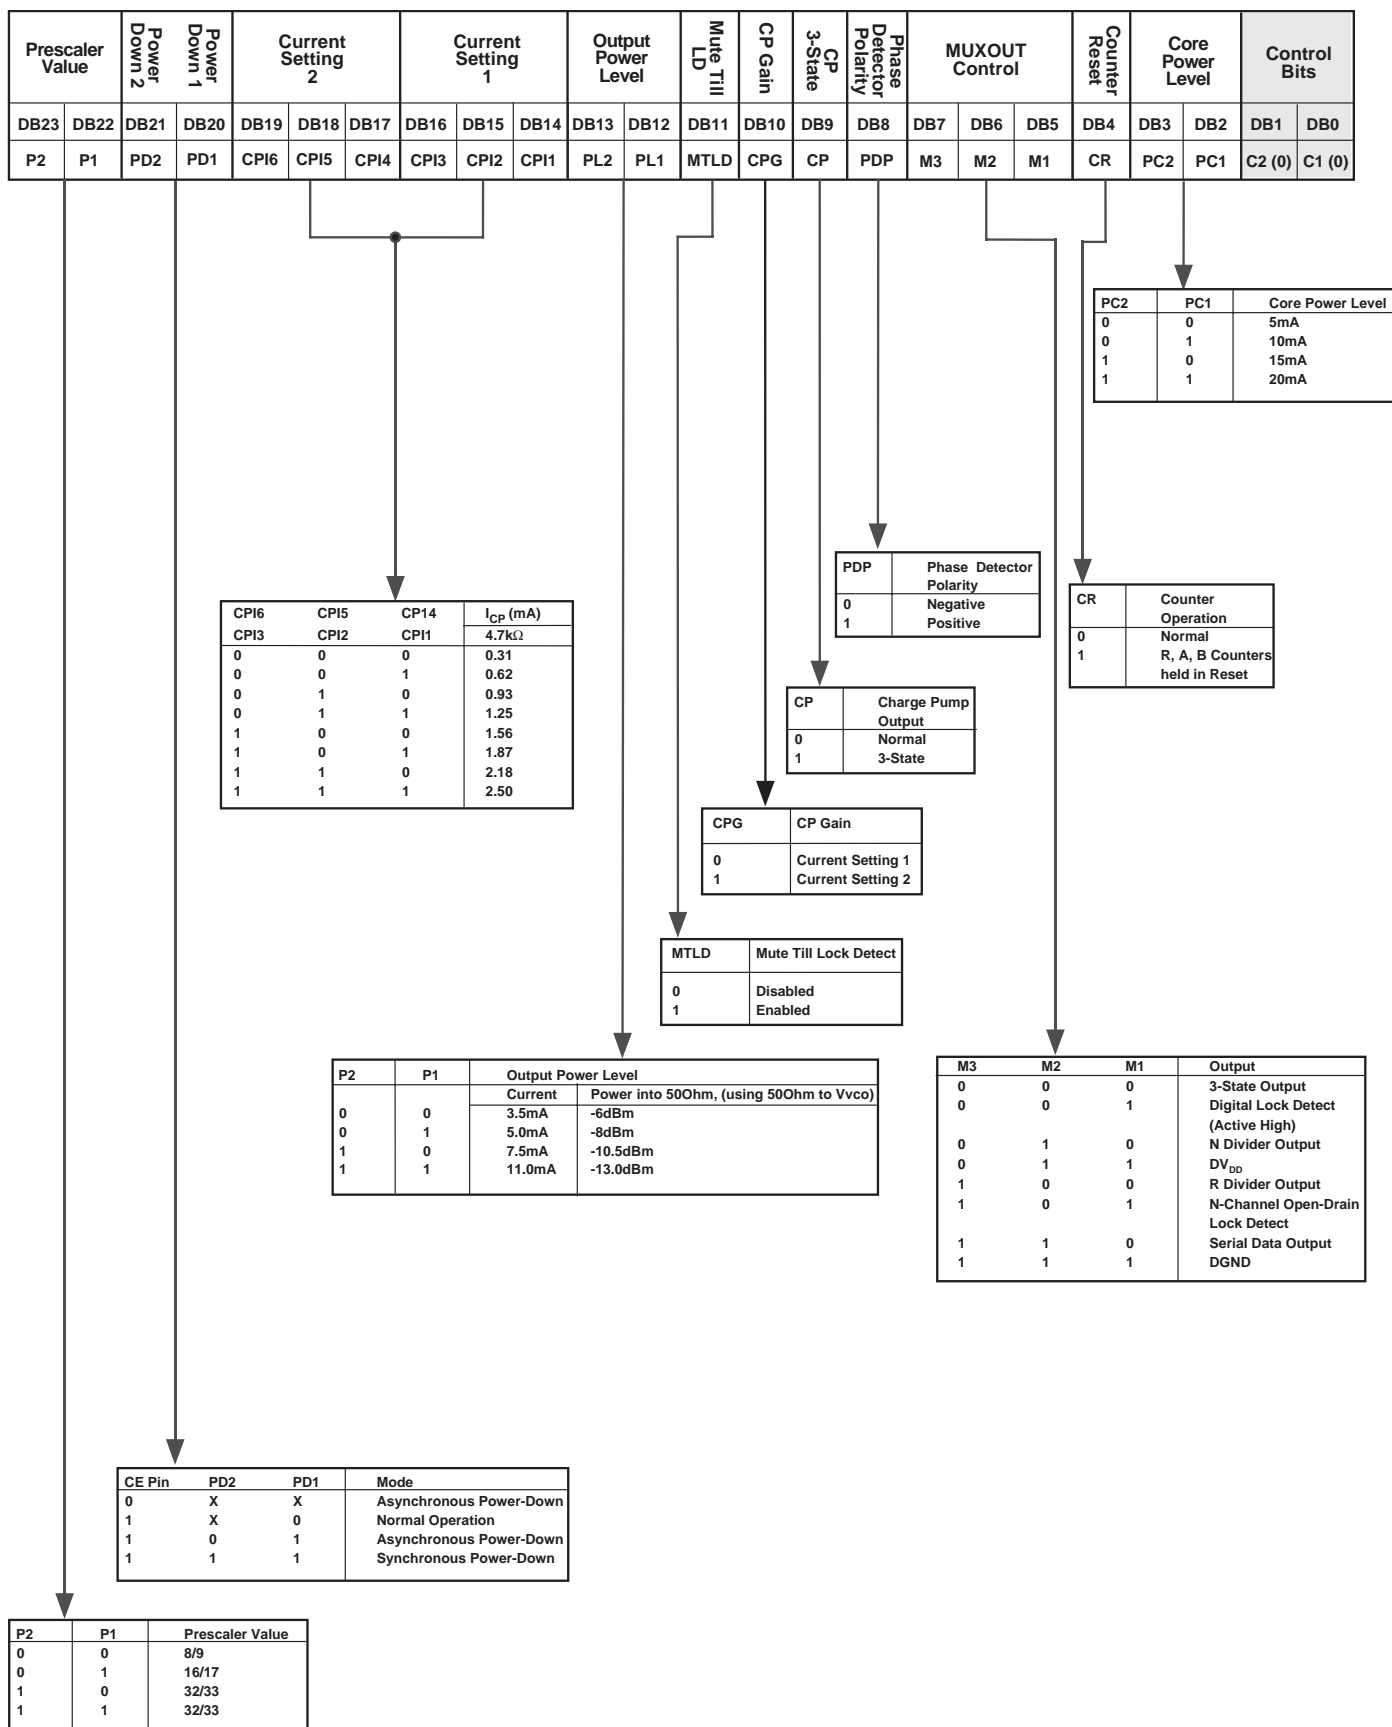 Prescaler Value
Power Down 2
Power Down 1
Current Setting 2
Current Setting 1
Output Power Level
Mute Till LD
CP Gain
CP 3-State
Phase Detector Polarity
MUXOUT Control
Counter Reset
Core Power Level
Control Bits
DB23 DB22 DB21 DB20 DB19 DB18 DB17 DB16 DB15 DB14 DB13 DB12 DB11 DB10 DB9 DB8 DB7 DB6 DB5 DB4 DB3 DB2 DB1 DB0
P2 P1 PD2 PD1 CPI6 CPI5 CPI4 CPI3 CPI2 CPI1 PL2 PL1 MTLD CPG CP PDP M3 M2 M1 CR PC2 PC1 C2 (0) C1 (0)
PC2 PC1 Core Power Level
0 0 5mA
0 1 10mA
1 0 15mA
1 1 20mA
PDP Phase Detector
Polarity
0 Negative
1 Positive
CR Counter
Operation
0 Normal
1 R, A, B Counters
held in Reset
CPI6 CPI5 CP14 ICP (mA)
CPI3 CPI2 CPI1 4.7kΩ
0 0 0 0.31
0 0 1 0.62
0 1 0 0.93
0 1 1 1.25
1 0 0 1.56
1 0 1 1.87
1 1 0 2.18
1 1 1 2.50
CP Charge Pump
Output
0 Normal
1 3-State
CPG CP Gain
0 Current Setting 1
1 Current Setting 2
MTLD Mute Till Lock Detect
0 Disabled
1 Enabled
P2 P1 Output Power Level
Current Power into 50Ohm, (using 50Ohm to Vvco)
0 0 3.5mA -6dBm
0 1 5.0mA -8dBm
1 0 7.5mA -10.5dBm
1 1 11.0mA -13.0dBm
M3 M2 M1 Output
0 0 0 3-State Output
0 0 1 Digital Lock Detect
(Active High)
0 1 0 N Divider Output
0 1 1 DVDD
1 0 0 R Divider Output
1 0 1 N-Channel Open-Drain
Lock Detect
1 1 0 Serial Data Output
1 1 1 DGND
CE Pin PD2 PD1 Mode
0 X X Asynchronous Power-Down
1 X 0 Normal Operation
1 0 1 Asynchronous Power-Down
1 1 1 Synchronous Power-Down
P2 P1 Prescaler Value
0 0 8/9
0 1 16/17
1 0 32/33
1 1 32/33